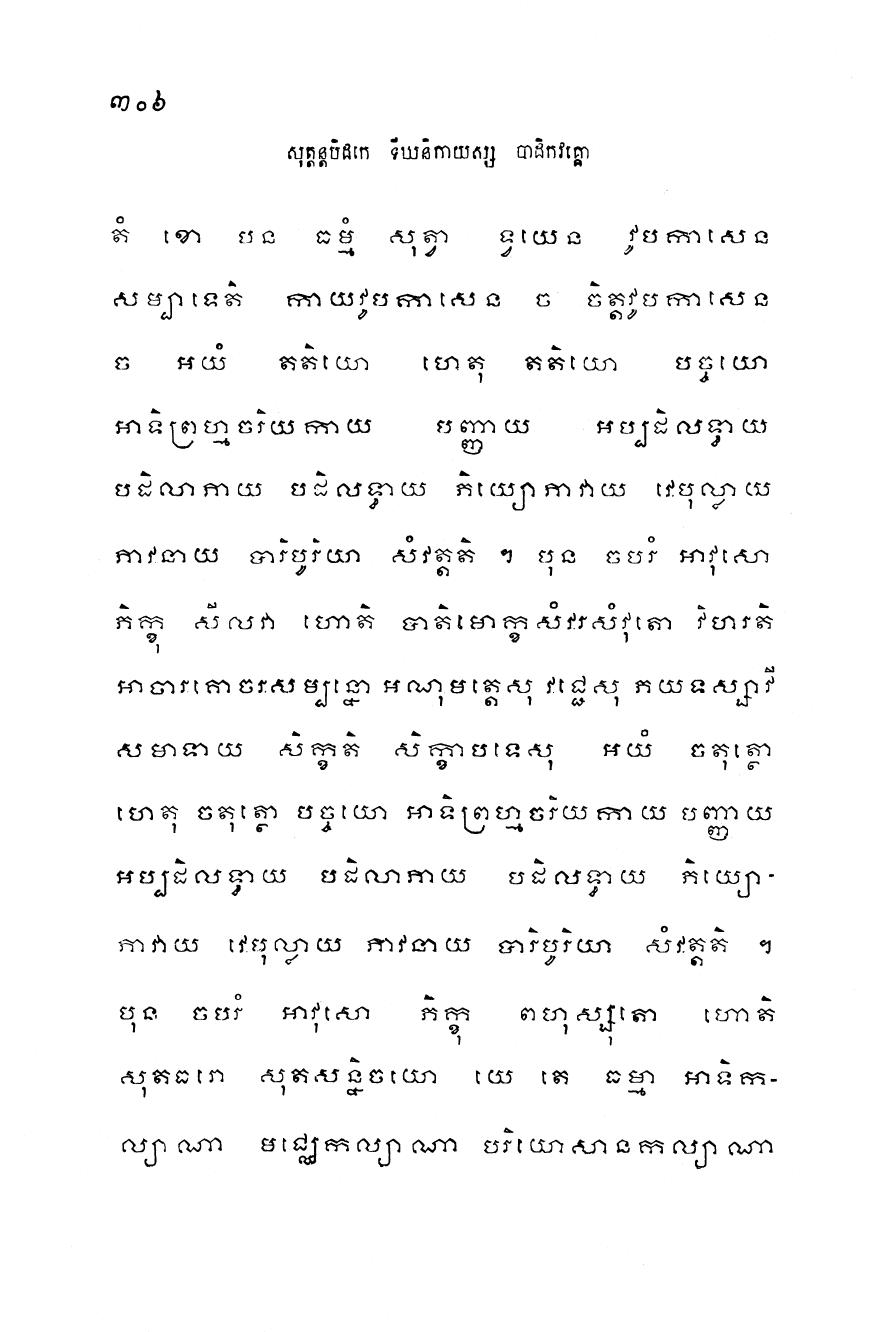 ៣០៦
សុត្តន្តបិដកេ ទីឃនិកាយស្ស បាដិកវគ្គោ
តំ ខោ បន ធម្មំ សុត្វា ទ្វយេន វូបកាសេន
សម្បាទេតិ កាយវូបកាសេន ច ចិត្តវូបកាសេន
ច អយំ តតិយោ ហេតុ តតិយោ បច្ចយោ
អាទិព្រហ្មចរិយកាយ បញ្ញាយ អប្បដិលទ្ធាយ
បដិលាភាយ បដិលទ្ធាយ ភិយ្យោភាវាយ វេបុល្លាយ
ភាវនាយ បារិបូរិយា សំវត្តតិ ។ បុន ចបរំ អាវុសោ
ភិក្ខុ សីលវា ហោតិ បាតិមោក្ខសំវរសំវុតោ វិហរតិ
អាចារគោចរសម្បន្នោ អណុមត្តេសុ វជ្ជេសុ ភយទស្សាវី
សមាទាយ សិក្ខតិ សិក្ខាបទេសុ អយំ ចតុត្ថោ
ហេតុ ចតុត្ថោ បច្ចយោ អាទិព្រហ្មចរិយកាយ បញ្ញាយ
អប្បដិលទ្ធាយ បដិលាភាយ បដិលទ្ធាយ ភិយ្យោ-
ភាវាយ វេបុល្លាយ ភាវនាយ បារិបូរិយា សំវត្តតិ ។
បុន ចបរំ អាវុសោ ភិក្ខុ ពហុស្សុតោ ហោតិ
សុតធរោ សុតសន្និចយោ យេ តេ ធម្មា អាទិក-
ល្យាណា មជ្ឈេកល្យាណា បរិយោសានកល្យាណា